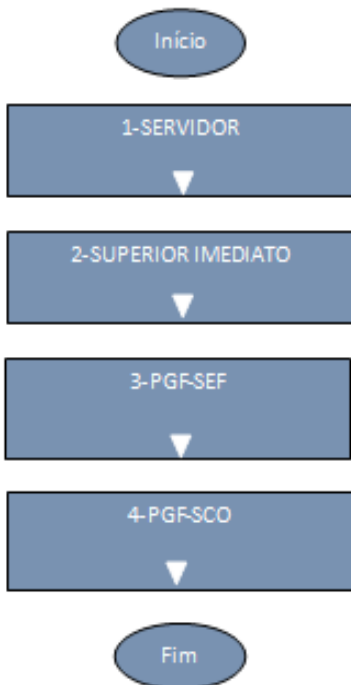 Início
1-SERVIDOR
2-SUPERIOR IMEDIATO
3-PGF-SEF
4-PGF-SCO
Fim